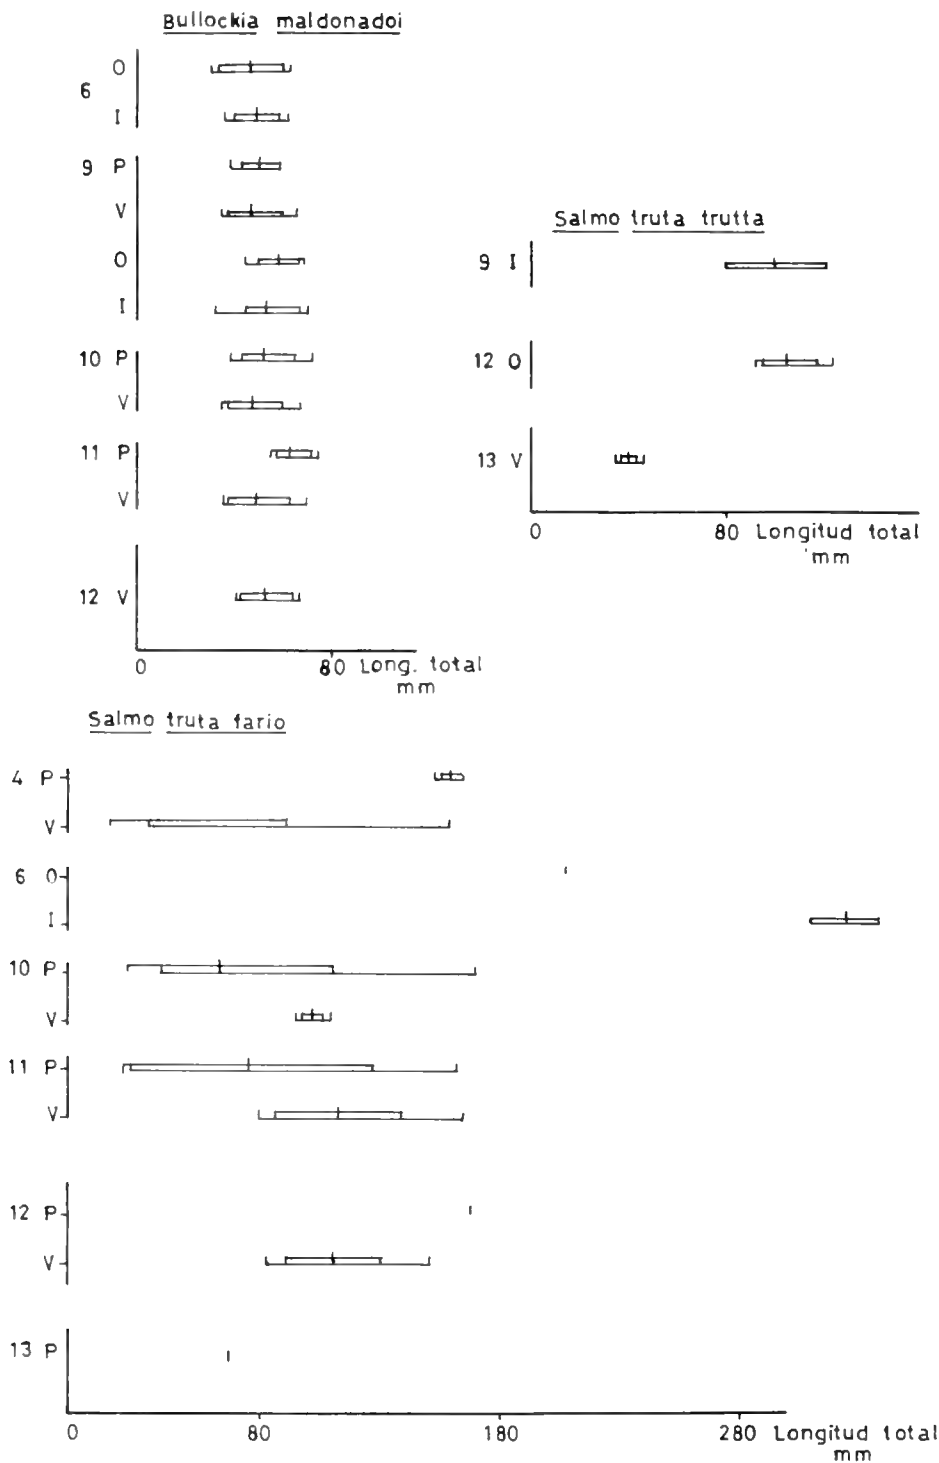 Bullockia maldonadoi
6 O
I
9 P
V
O
I
10 P
V
11 P
V
12 V
0 80 Long. total
mm
Salmo truta trutta
9 I
12 O
13 V
0 80 Longitud total
mm
Salmo truta fario
4 P
V
6 O
I
10 P
V
11 P
V
12 P
V
13 P
0 80 180 280 Longitud total
mm